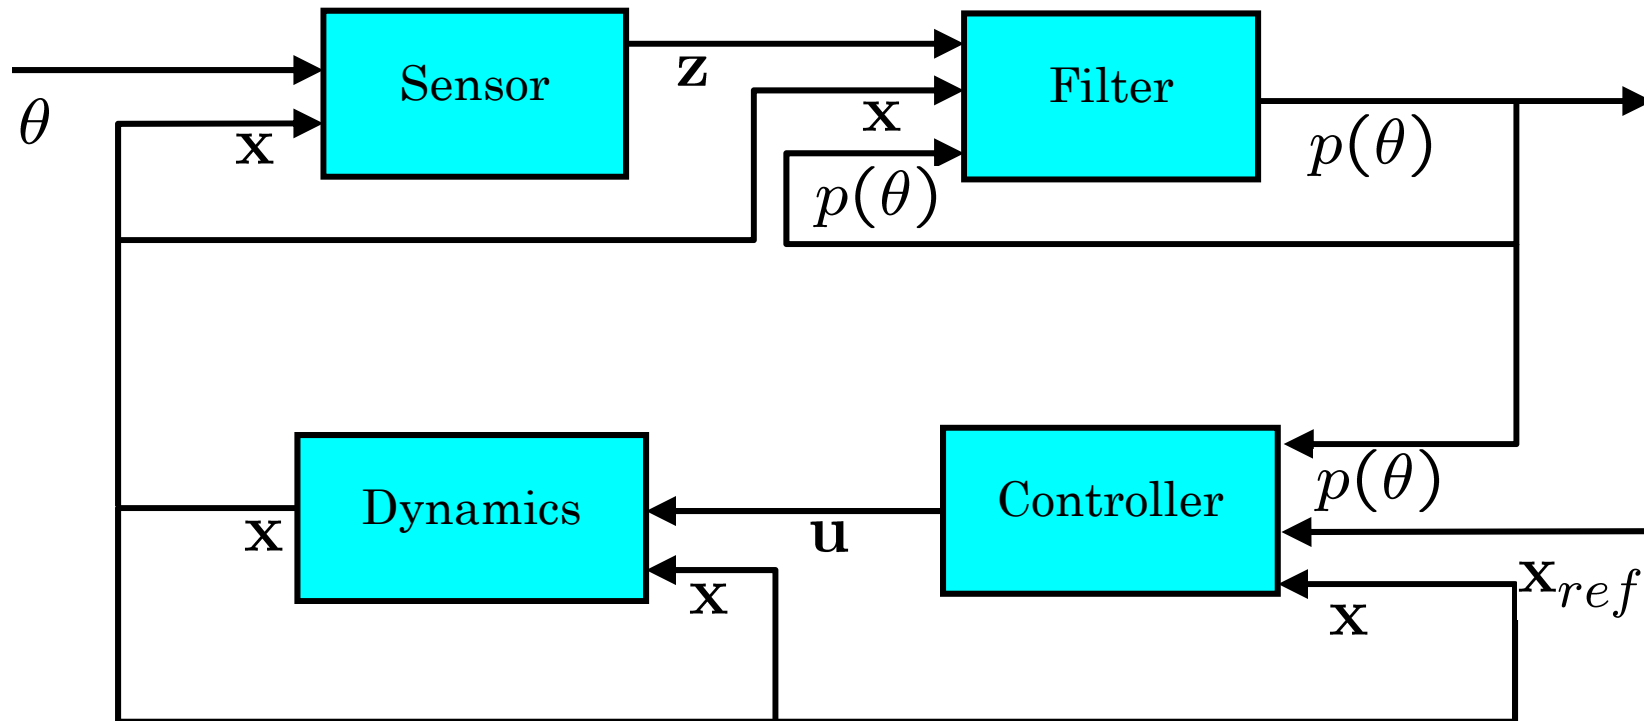 Sensor
Filter
z
θ
x
x
p(θ)
p(θ)
Dynamics
Controller
p(θ)
x
u
x_ref
x
x